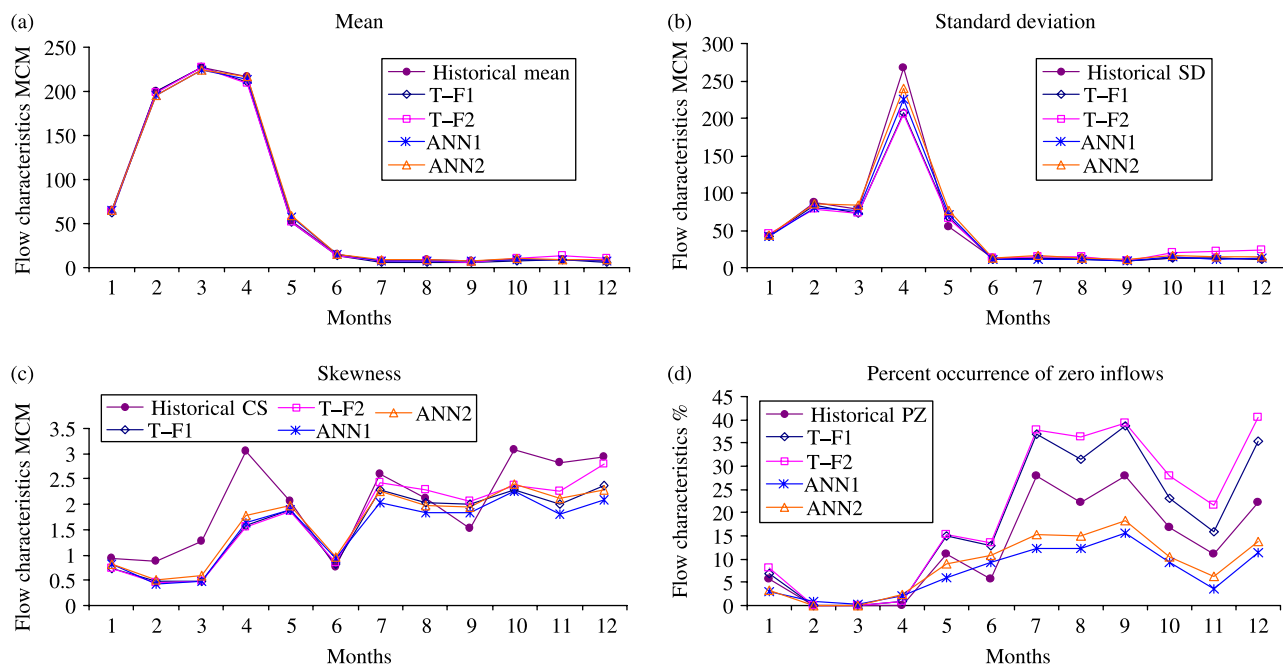 (a)
Mean
Flow characteristics MCM
250
200
150
100
50
0
Historical mean
T–F1
T–F2
ANN1
ANN2
1 2 3 4 5 6 7 8 9 10 11 12
Months
(b)
Standard deviation
Flow characteristics MCM
300
250
200
150
100
50
0
Historical SD
T–F1
T–F2
ANN1
ANN2
1 2 3 4 5 6 7 8 9 10 11 12
Months
(c)
Skewness
Flow characteristics MCM
Historical CS T–F2 ANN2
T–F1 ANN1
3.5
3
2.5
2
1.5
1
0.5
0
1 2 3 4 5 6 7 8 9 10 11 12
Months
(d)
Percent occurrence of zero inflows
Flow characteristics %
45
40
35
30
25
20
15
10
5
0
Historical PZ
T–F1
T–F2
ANN1
ANN2
1 2 3 4 5 6 7 8 9 10 11 12
Months